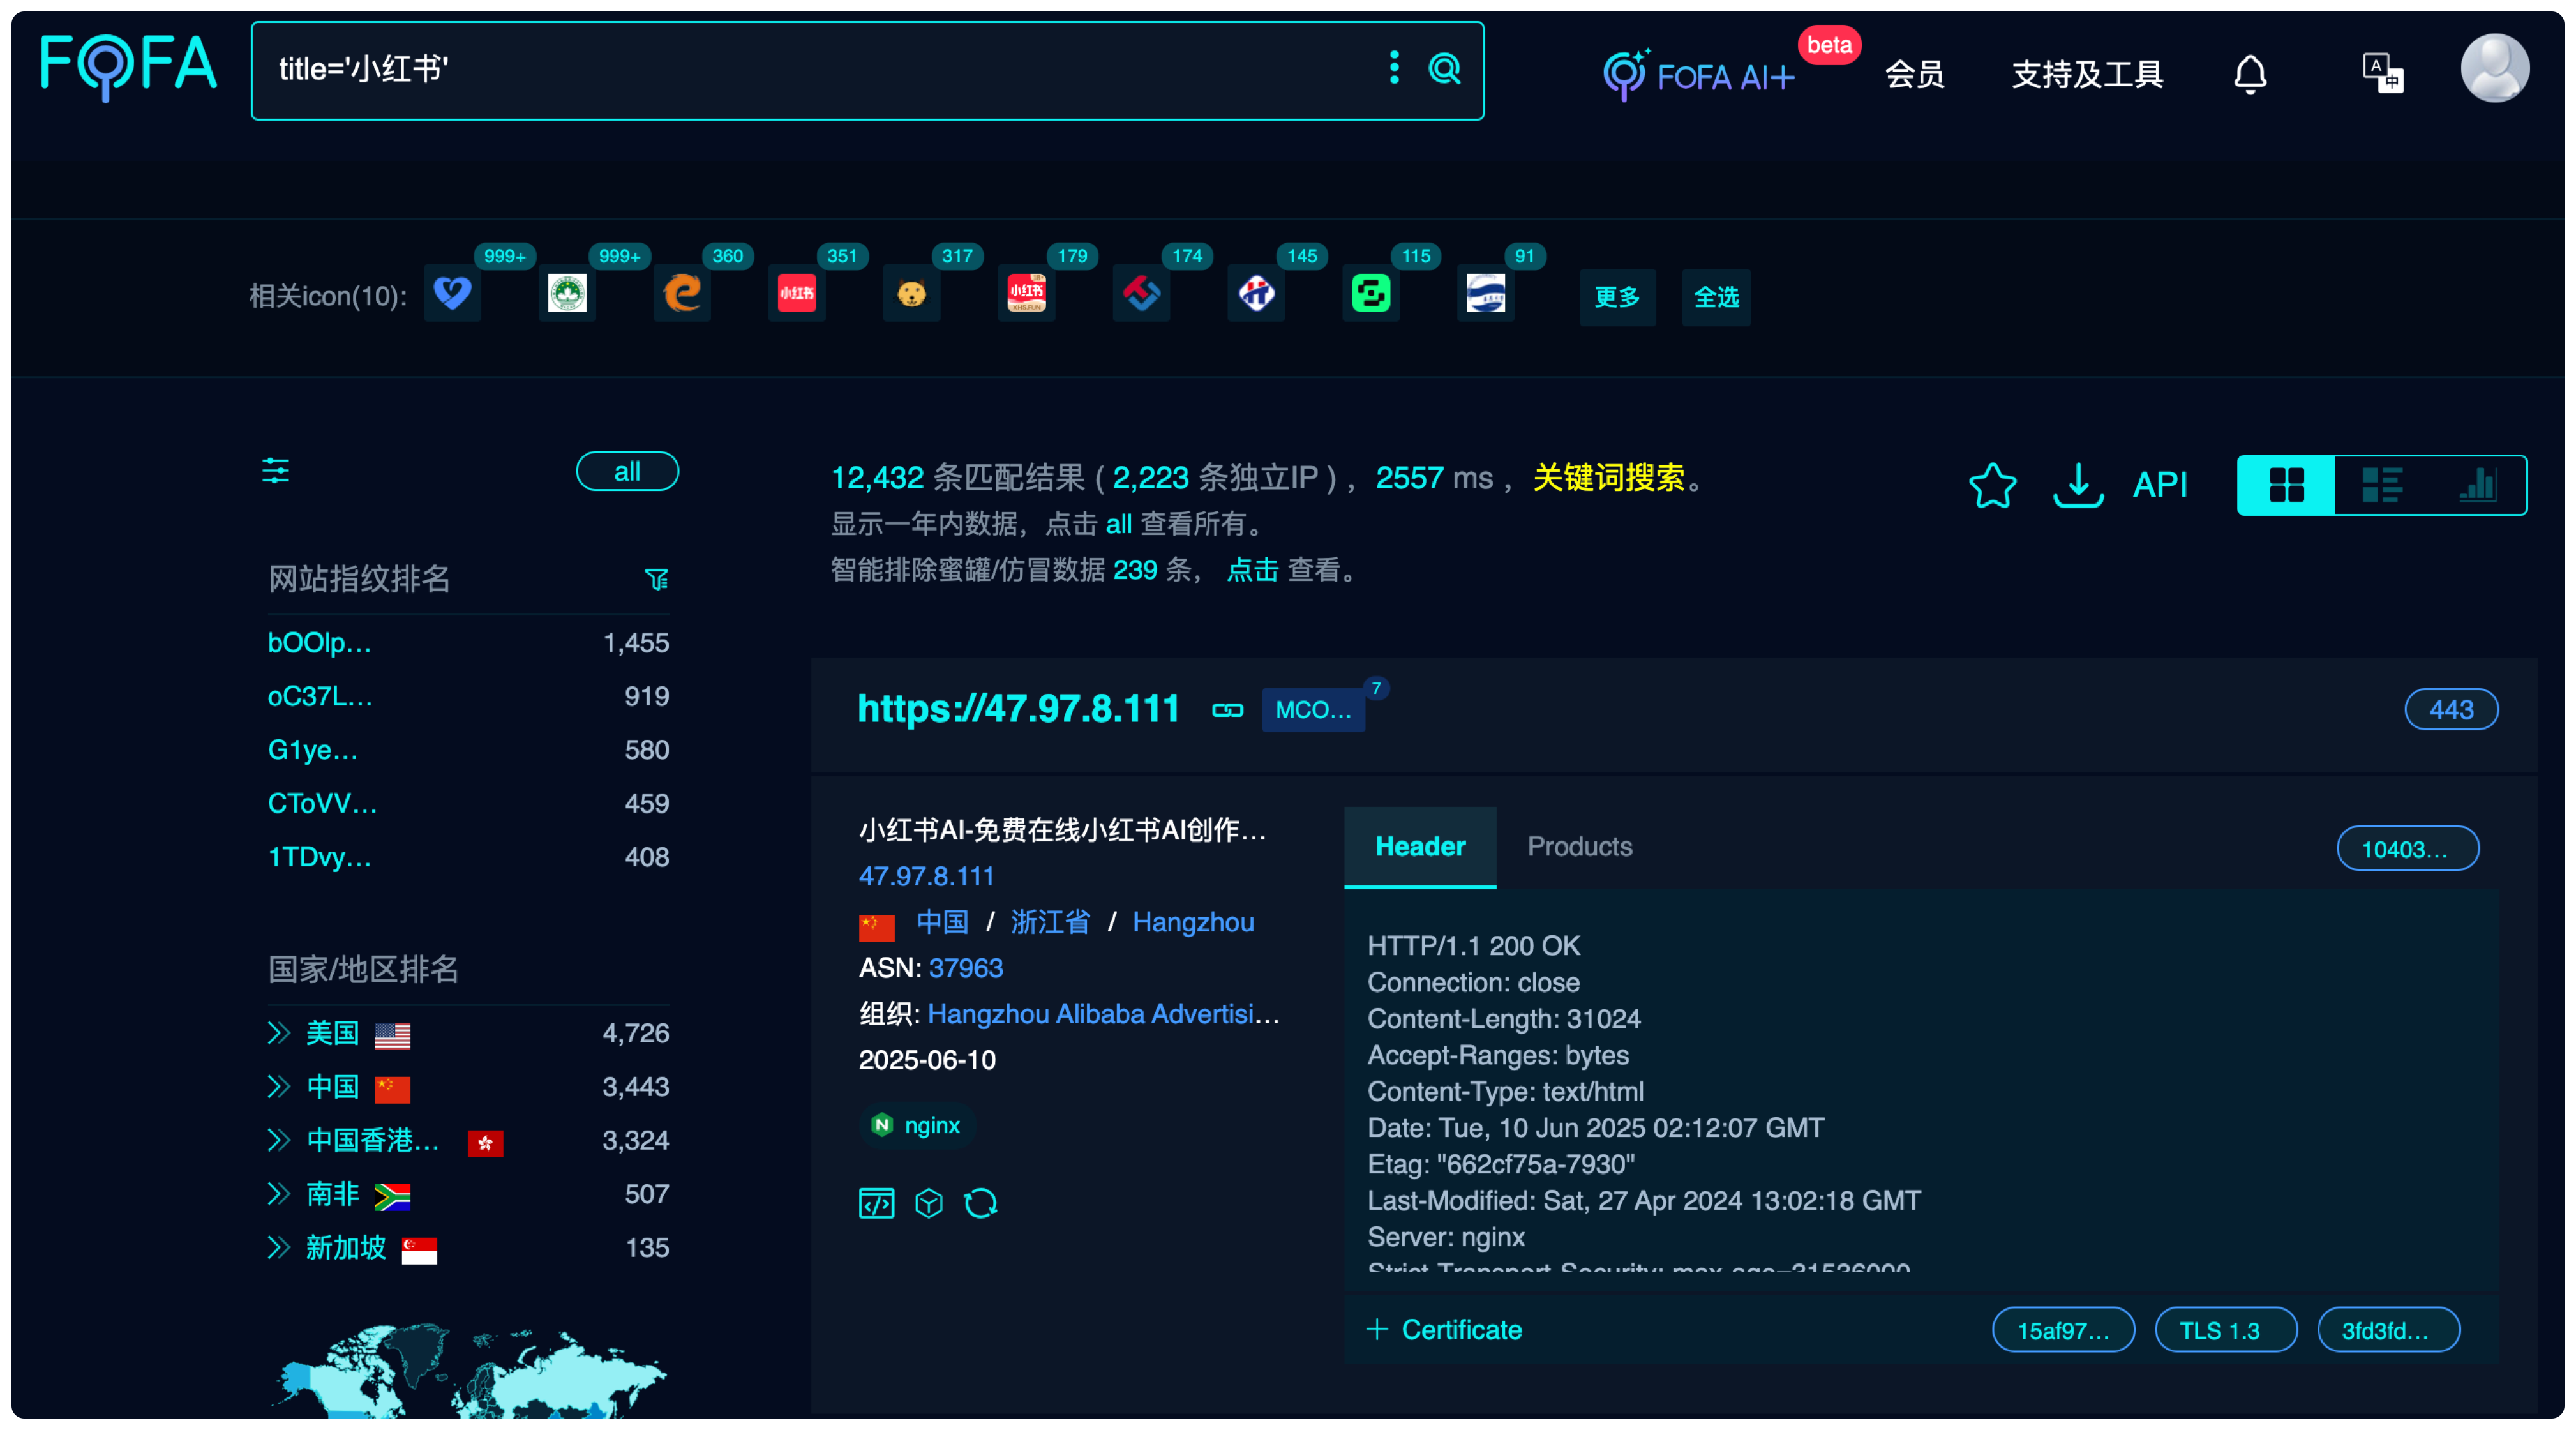 FOFA
title='小红书'
FOFA AI+
beta
会员
支持及工具
相关icon(10):
999+
999+
360
351
317
179
174
145
115
91
小红书
小红书
更多
全选
all
12,432 条匹配结果 ( 2,223 条独立IP ) ，2557 ms ，关键词搜索。
显示一年内数据，点击 all 查看所有。
智能排除蜜罐/仿冒数据 239 条， 点击 查看。
API
网站指纹排名
bOOlp... 1,455
oC37L... 919
G1ye... 580
CToVV... 459
1TDvy... 408
国家/地区排名
美国 4,726
中国 3,443
中国香港... 3,324
南非 507
新加坡 135
https://47.97.8.111
MCO...
7
443
小红书AI-免费在线小红书AI创作...
47.97.8.111
中国 / 浙江省 / Hangzhou
ASN: 37963
组织: Hangzhou Alibaba Advertisi...
2025-06-10
nginx
Header
Products
10403...
HTTP/1.1 200 OK
Connection: close
Content-Length: 31024
Accept-Ranges: bytes
Content-Type: text/html
Date: Tue, 10 Jun 2025 02:12:07 GMT
Etag: "662cf75a-7930"
Last-Modified: Sat, 27 Apr 2024 13:02:18 GMT
Server: nginx
Strict-Transport-Security: max-age=31536000
+ Certificate
15af97...
TLS 1.3
3fd3fd...